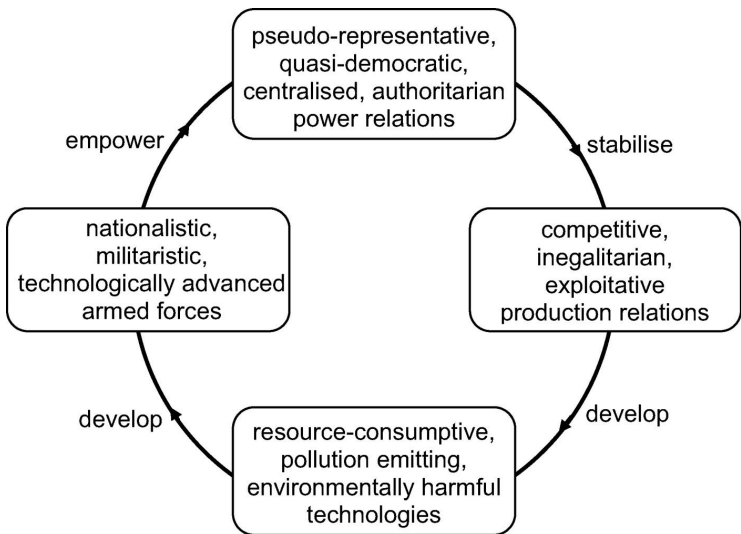 pseudo-representative,
quasi-democratic,
centralised, authoritarian
power relations
empower
stabilise
nationalistic,
militaristic,
technologically advanced
armed forces
competitive,
inegalitarian,
exploitative
production relations
develop
develop
resource-consumptive,
pollution emitting,
environmentally harmful
technologies